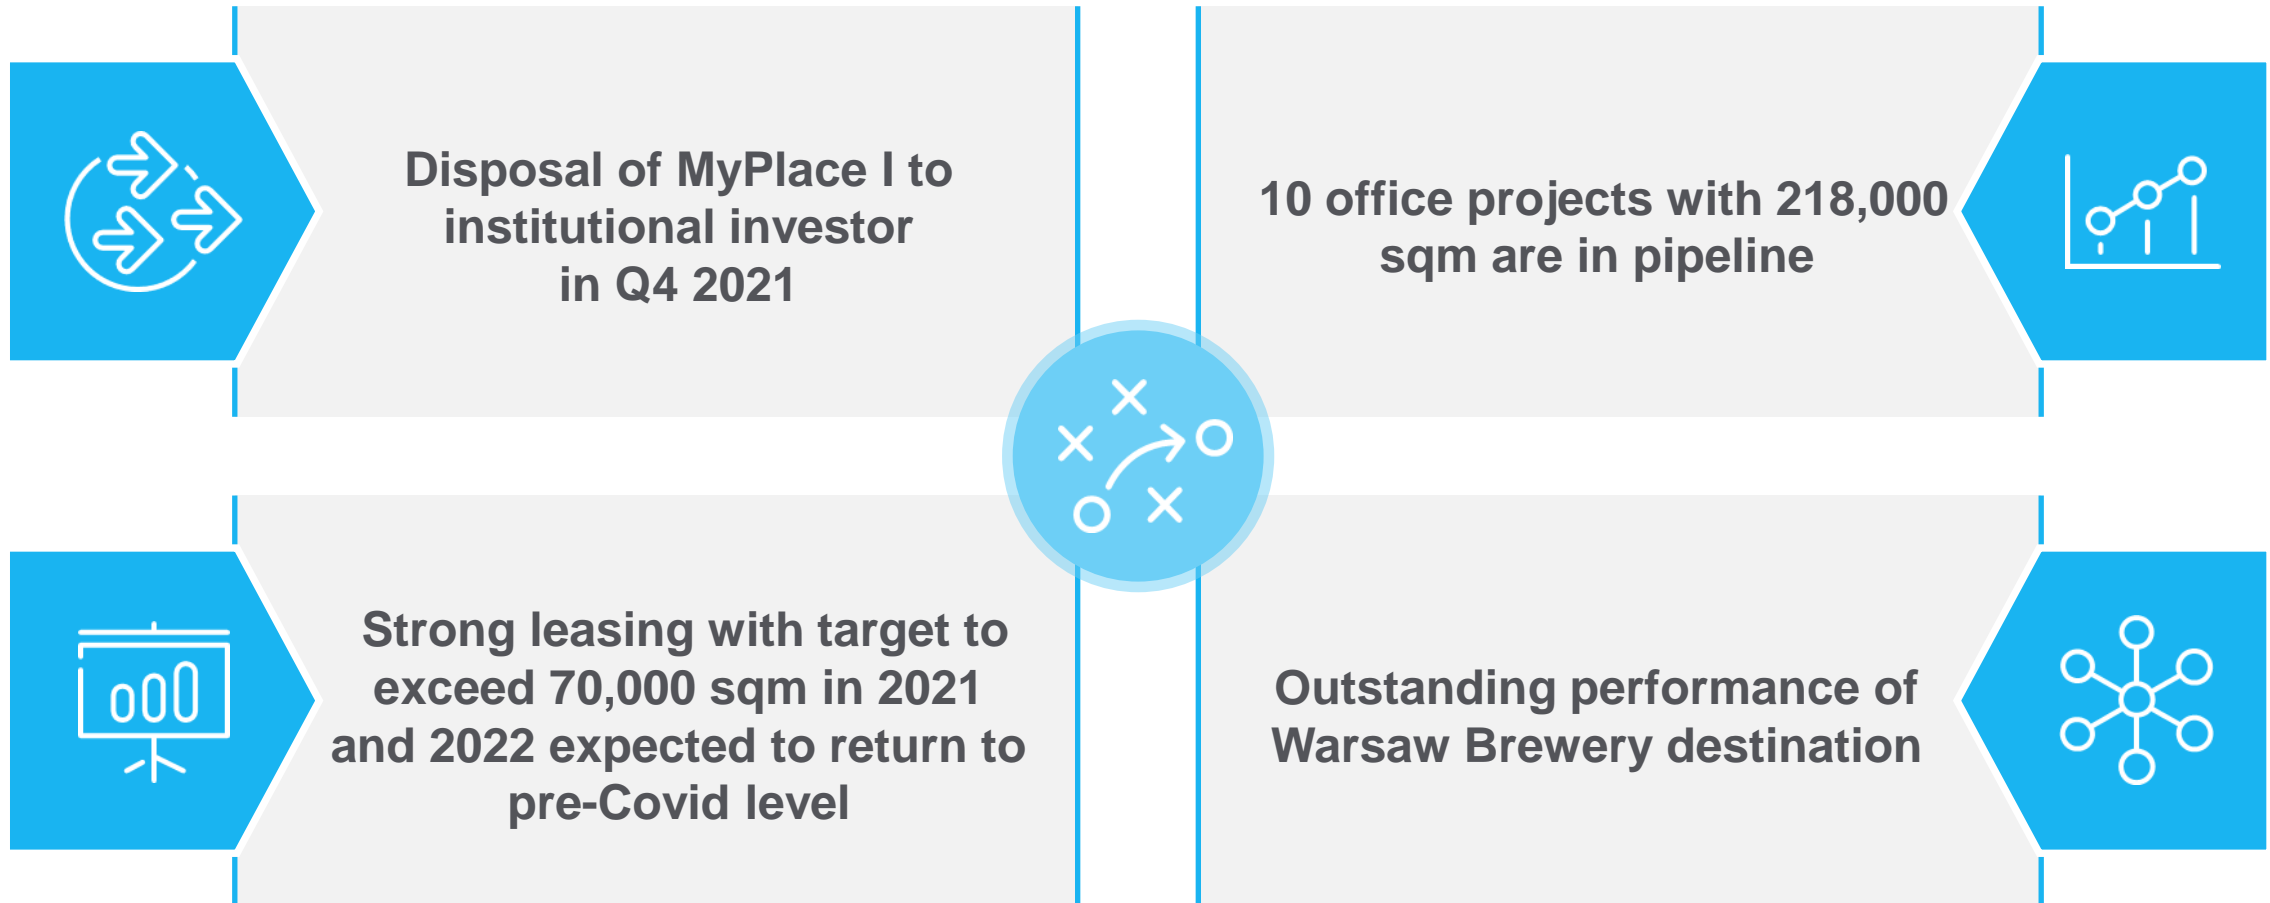 Disposal of MyPlace I to
institutional investor
in Q4 2021
10 office projects with 218,000
sqm are in pipeline
Strong leasing with target to
exceed 70,000 sqm in 2021
and 2022 expected to return to
pre-Covid level
Outstanding performance of
Warsaw Brewery destination